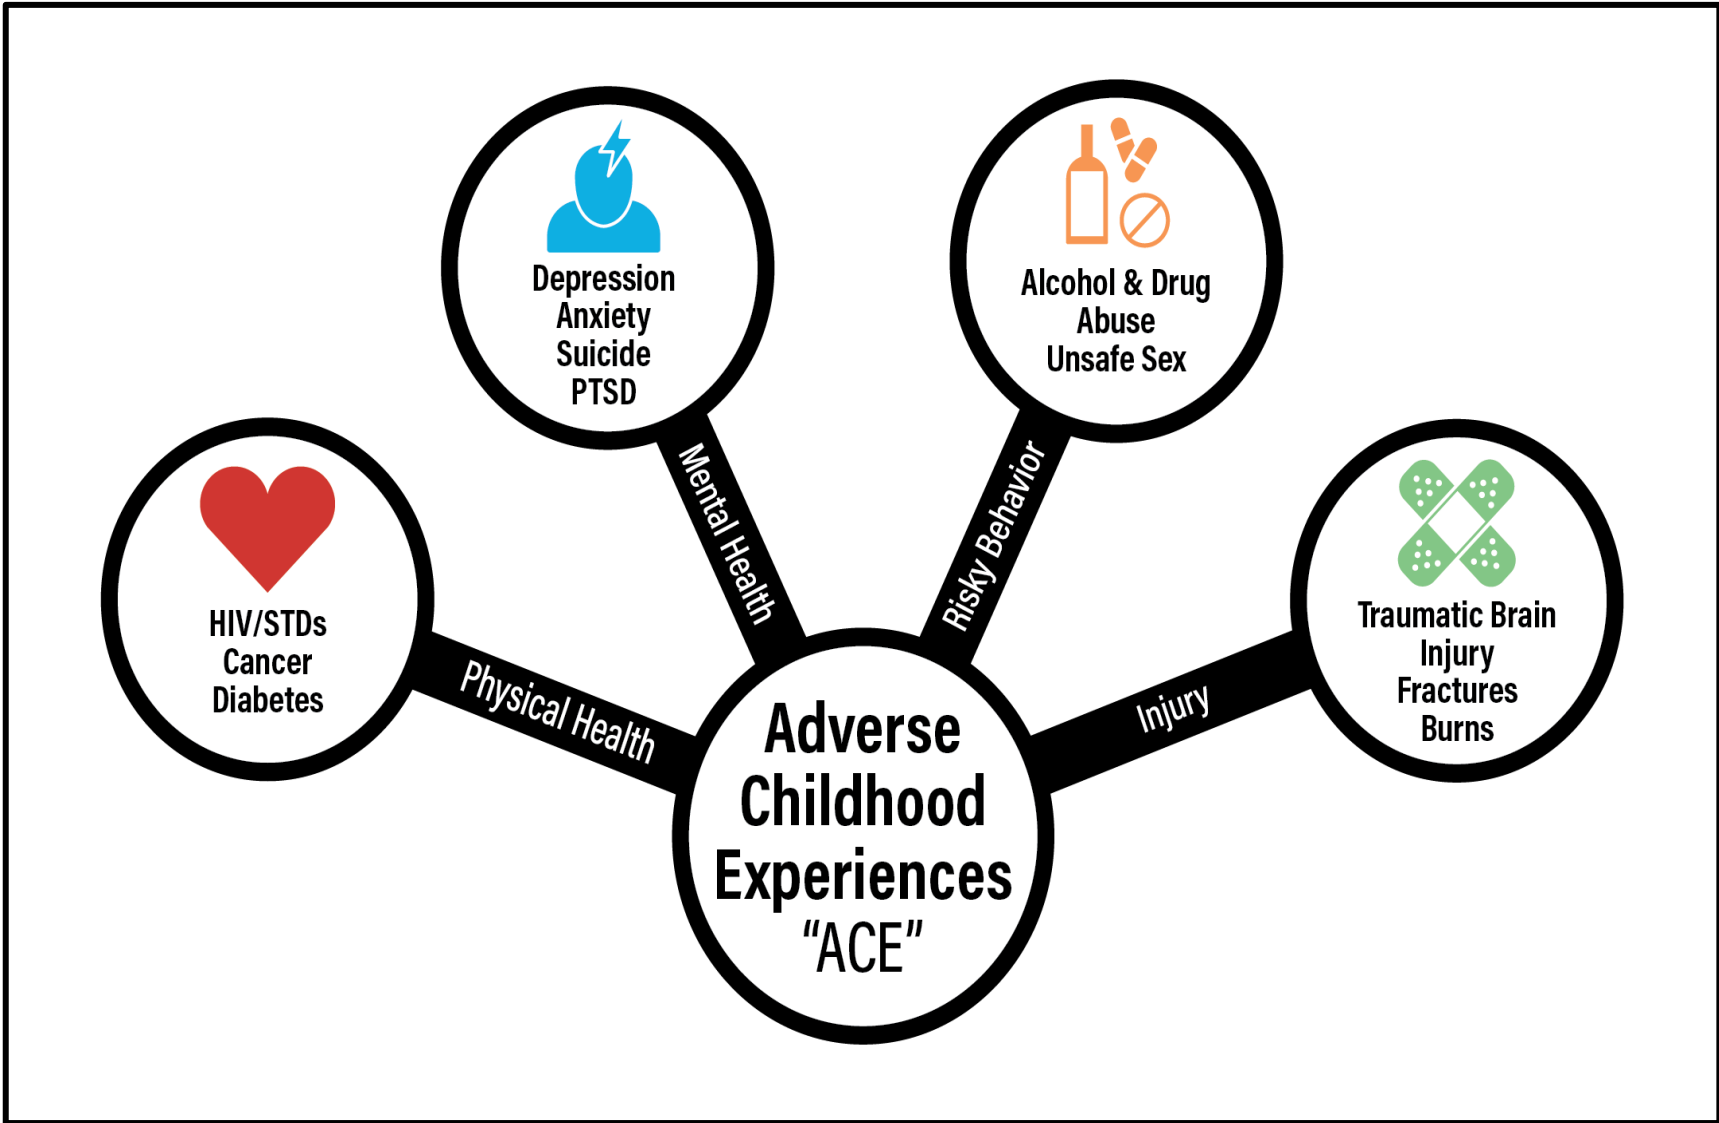 Depression
Anxiety
Suicide
PTSD
Alcohol & Drug
Abuse
Unsafe Sex
HIV/STDs
Cancer
Diabetes
Traumatic Brain
Injury
Fractures
Burns
Physical Health
Mental Health
Risky Behavior
Injury
Adverse
Childhood
Experiences
“ACE”